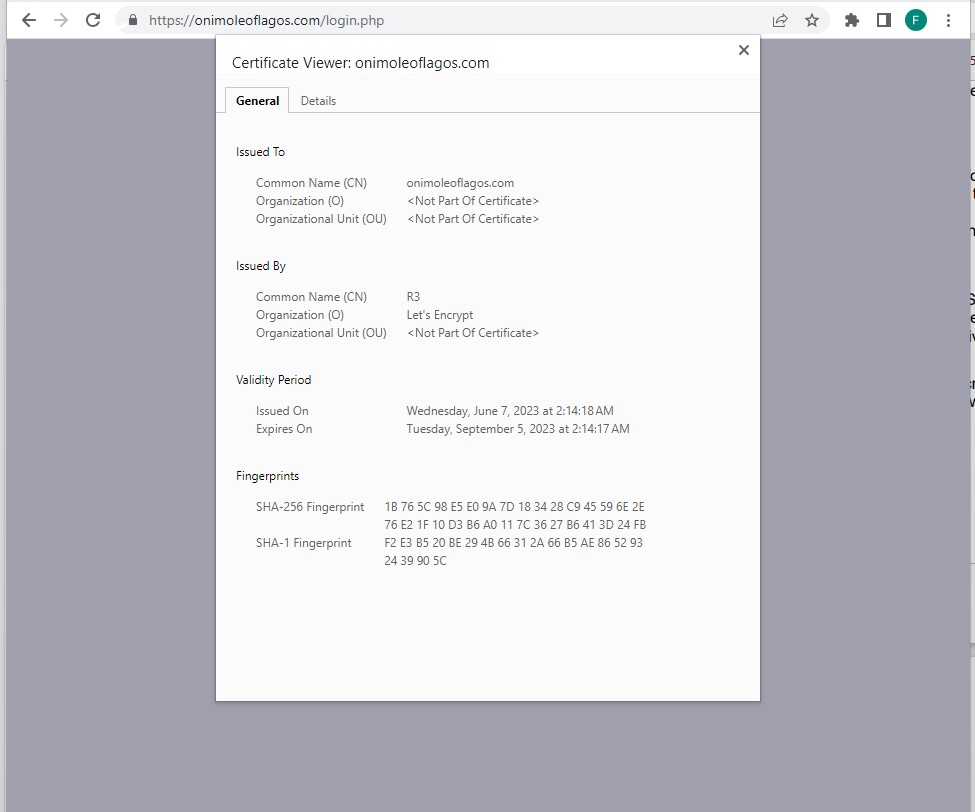 https://onimoleoflagos.com/login.php
F
Certificate Viewer: onimoleoflagos.com
General Details
Issued To
Common Name (CN) onimoleoflagos.com
Organization (O) <Not Part Of Certificate>
Organizational Unit (OU) <Not Part Of Certificate>
Issued By
Common Name (CN) R3
Organization (O) Let's Encrypt
Organizational Unit (OU) <Not Part Of Certificate>
Validity Period
Issued On Wednesday, June 7, 2023 at 2:14:18 AM
Expires On Tuesday, September 5, 2023 at 2:14:17 AM
Fingerprints
SHA-256 Fingerprint 1B 76 5C 98 E5 E0 9A 7D 18 34 28 C9 45 59 6E 2E
76 E2 1F 10 D3 B6 A0 11 7C 36 27 B6 41 3D 24 FB
SHA-1 Fingerprint F2 E3 B5 20 BE 29 4B 66 31 2A 66 B5 AE 86 52 93
24 39 90 5C